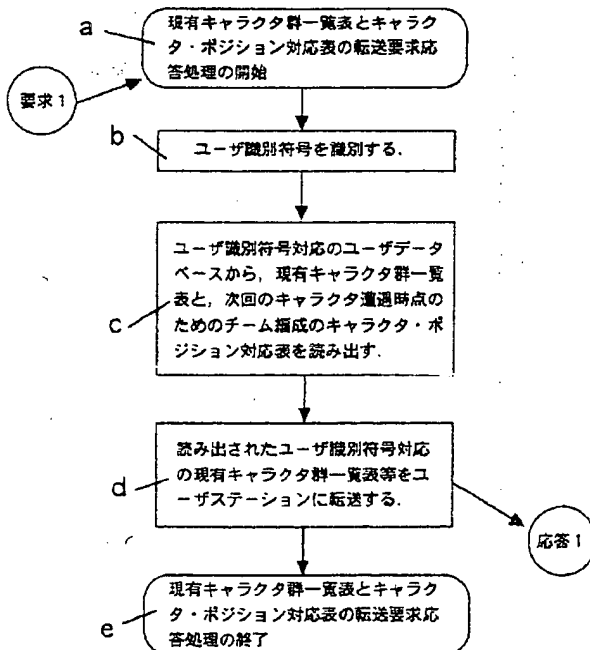 a
現有キャラクタ群一覧表とキャラク
タ・ポジション対応表の転送要求応
答処理の開始
要求1
b
ユーザ識別符号を識別する.
c
ユーザ識別符号対応のユーザデータ
ベースから,現有キャラクタ群一覧
表と,次回のキャラクタ遭遇時点の
ためのチーム編成のキャラクタ・ポ
ジション対応表を読み出す.
d
読み出されたユーザ識別符号対応
の現有キャラクタ群一覧表等をユ
ーザステーションに転送する.
応答1
e
現有キャラクタ群一覧表とキャラク
タ・ポジション対応表の転送要求応
答処理の終了